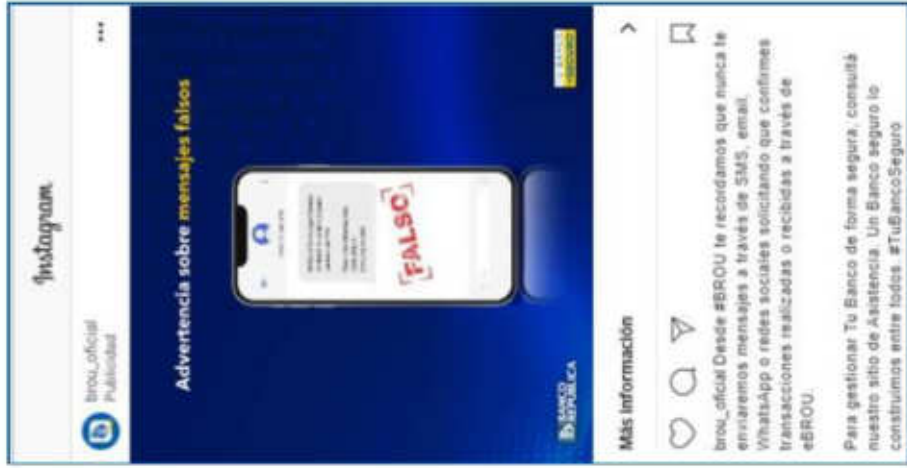 Instagram
brou_oficial
Publicidad
Advertencia sobre mensajes falsos
FALSO
BANCO
REPÚBLICA
SEGURO
Más información
brou_oficial Desde #BROU te recordamos que nunca te
enviaremos mensajes a través de SMS, email,
WhatsApp o redes sociales solicitando que confirmes
transacciones realizadas o recibidas a través de
eBROU.
Para gestionar Tu Banco de forma segura, consultá
nuestro sitio de Asistencia. Un Banco seguro lo
construimos entre todos. #TuBancoSeguro